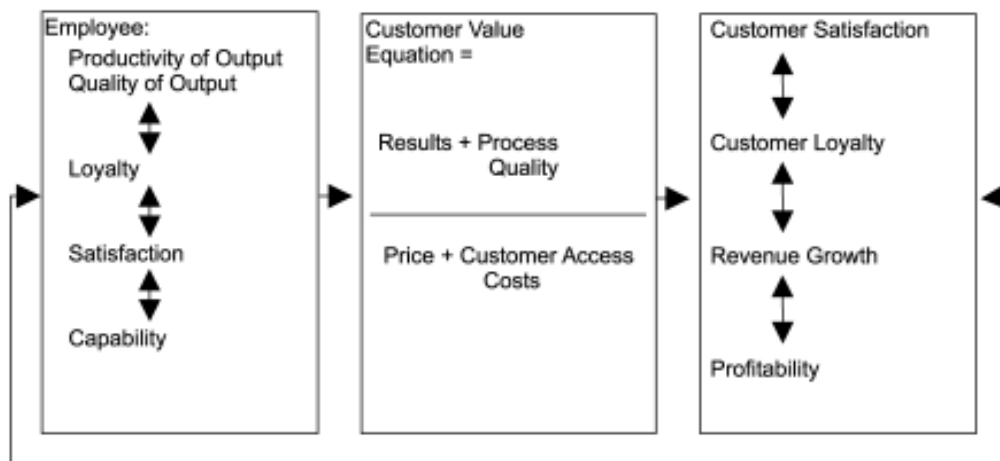 Employee:
Productivity of Output
Quality of Output
Loyalty
Satisfaction
Capability
Customer Value
Equation =
Results + Process
Quality
Price + Customer Access
Costs
Customer Satisfaction
Customer Loyalty
Revenue Growth
Profitability